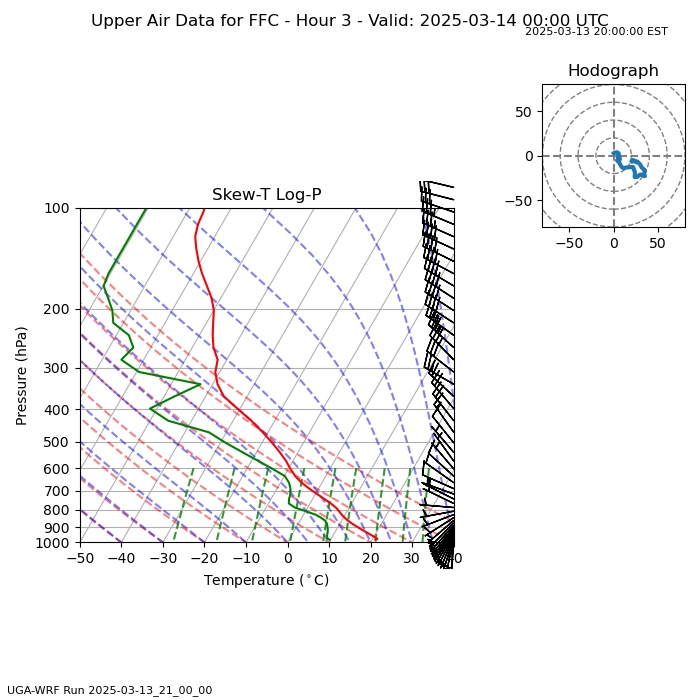 Upper Air Data for FFC - Hour 3 - Valid: 2025-03-14 00:00 UTC
2025-03-13 20:00:00 EST
Hodograph
50
0
−50
−50 0 50
Skew-T Log-P
100
200
300
400
500
600
700
800
900
1000
Pressure (hPa)
−50 −40 −30 −20 −10 0 10 20 30 40
Temperature (°C)
UGA-WRF Run 2025-03-13_21_00_00